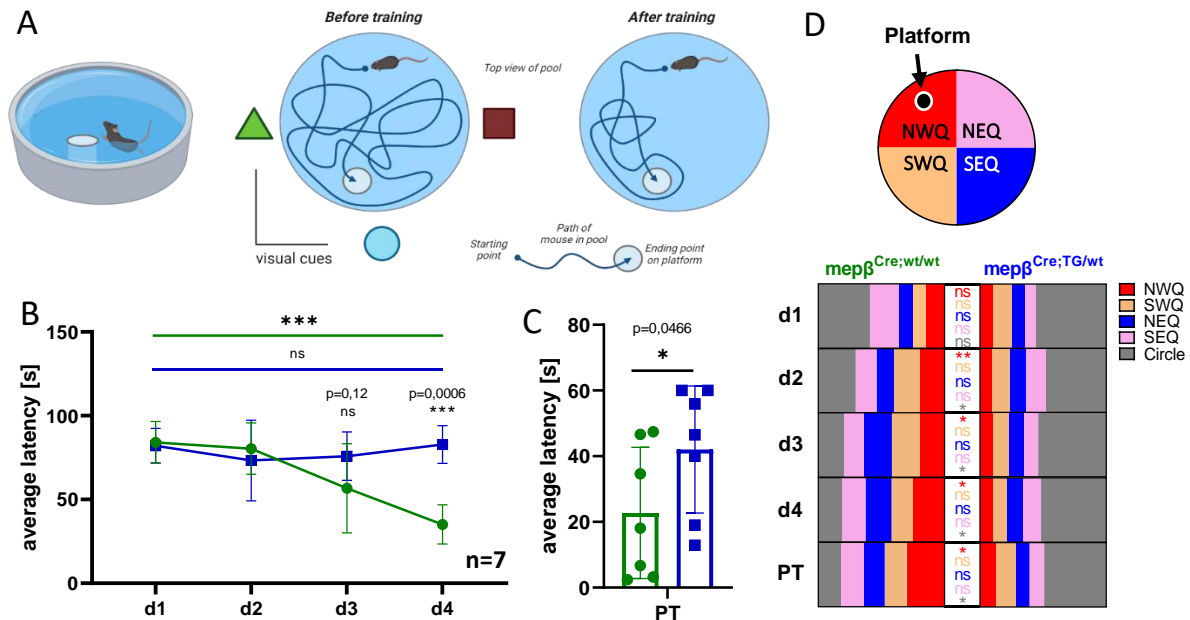 A
Before training
After training
Top view of pool
visual cues
Starting
point
Path of
mouse in pool
Ending point
on platform
B
***
ns
p=0,12
ns
p=0,0006
***
average latency [s]
150
100
50
0
d1
d2
d3
d4
n=7
C
p=0,0466
*
average latency [s]
80
60
40
20
0
PT
D
Platform
NWQ
NEQ
SWQ
SEQ
mepβCre;wt/wt
mepβCre;TG/wt
d1
ns
ns
ns
ns
ns
d2
**
ns
ns
ns
*
d3
*
ns
ns
ns
*
d4
*
ns
ns
ns
*
PT
*
ns
ns
ns
*
NWQ
SWQ
NEQ
SEQ
Circle